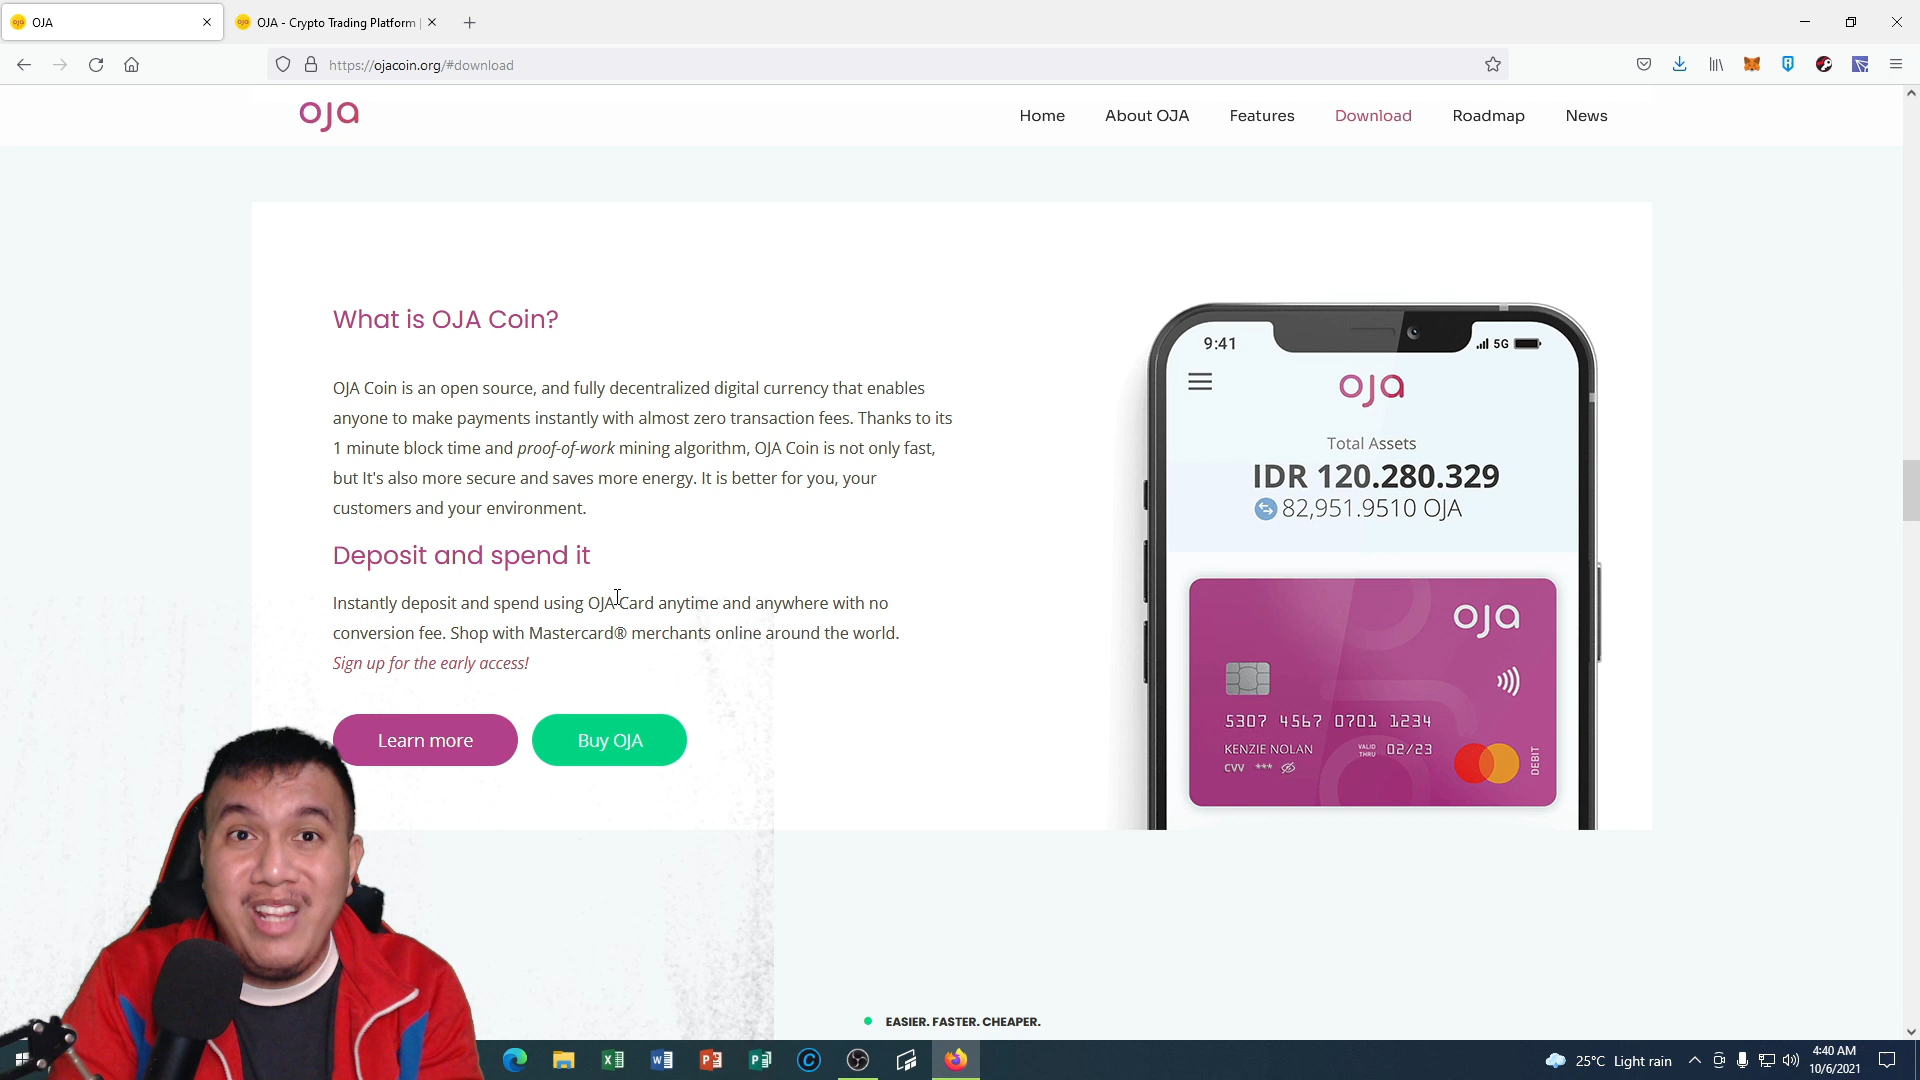 OJA
OJA - Crypto Trading Platform |
https://ojacoin.org/#download
oja
Home
About OJA
Features
Download
Roadmap
News
What is OJA Coin?
OJA Coin is an open source, and fully decentralized digital currency that enables
anyone to make payments instantly with almost zero transaction fees. Thanks to its
1 minute block time and proof-of-work mining algorithm, OJA Coin is not only fast,
but It's also more secure and saves more energy. It is better for you, your
customers and your environment.
Deposit and spend it
Instantly deposit and spend using OJA Card anytime and anywhere with no
conversion fee. Shop with Mastercard® merchants online around the world.
Sign up for the early access!
Learn more
Buy OJA
9:41
5G
oja
Total Assets
IDR 120.280.329
82,951.9510 OJA
oja
5307 4567 0701 1234
KENZIE NOLAN
VALID
THRU
02/23
CVV ***
DEBIT
EASIER. FASTER. CHEAPER.
25°C Light rain
4:40 AM
10/6/2021